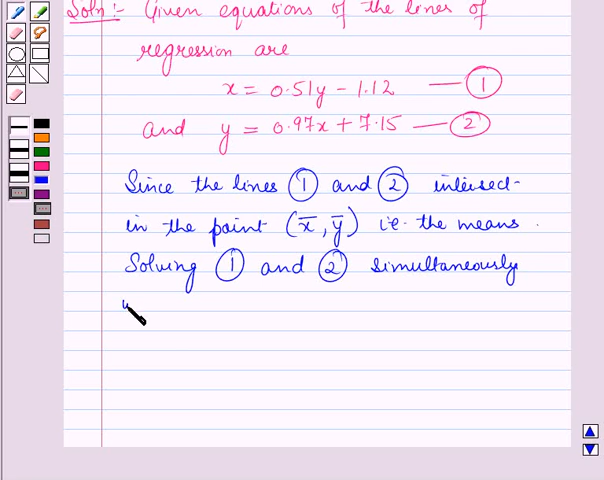 Soln:- Given equations of the lines of
regression are
x = 0.51y - 1.12 — ①
and y = 0.97x + 7.15 — ②
Since the lines ① and ② intersect
in the point (x̄, ȳ) i.e. the means.
Solving ① and ② simultaneously